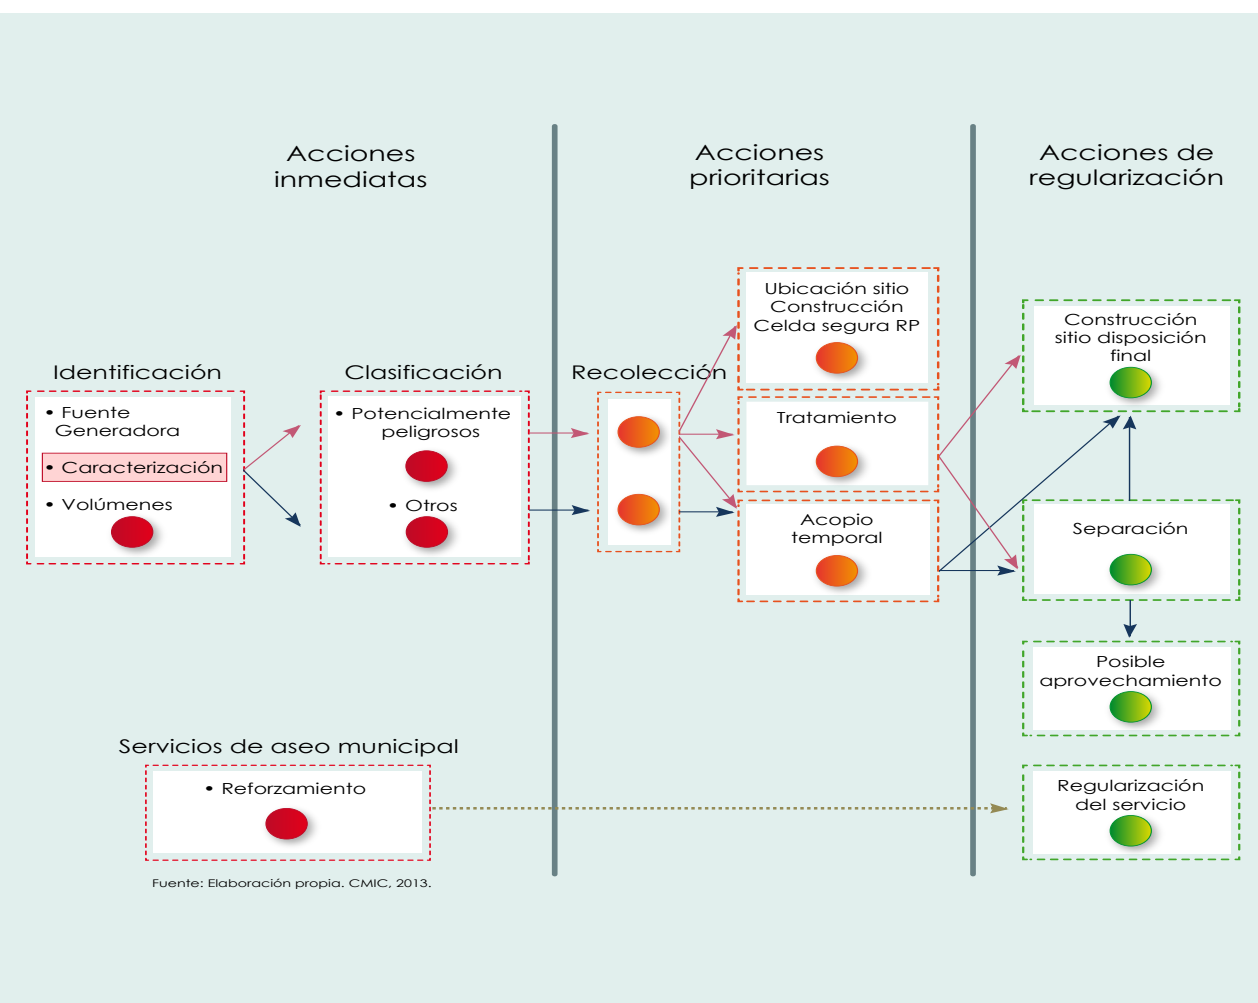 Acciones
inmediatas
Acciones
prioritarias
Acciones de
regularización
Identificación
• Fuente
Generadora
• Caracterización
• Volúmenes
Clasificación
• Potencialmente
peligrosos
• Otros
Recolección
Ubicación sitio
Construcción
Celda segura RP
Tratamiento
Acopio
temporal
Construcción
sitio disposición
final
Separación
Posible
aprovechamiento
Servicios de aseo municipal
• Reforzamiento
Regularización
del servicio
Fuente: Elaboración propia. CMIC, 2013.